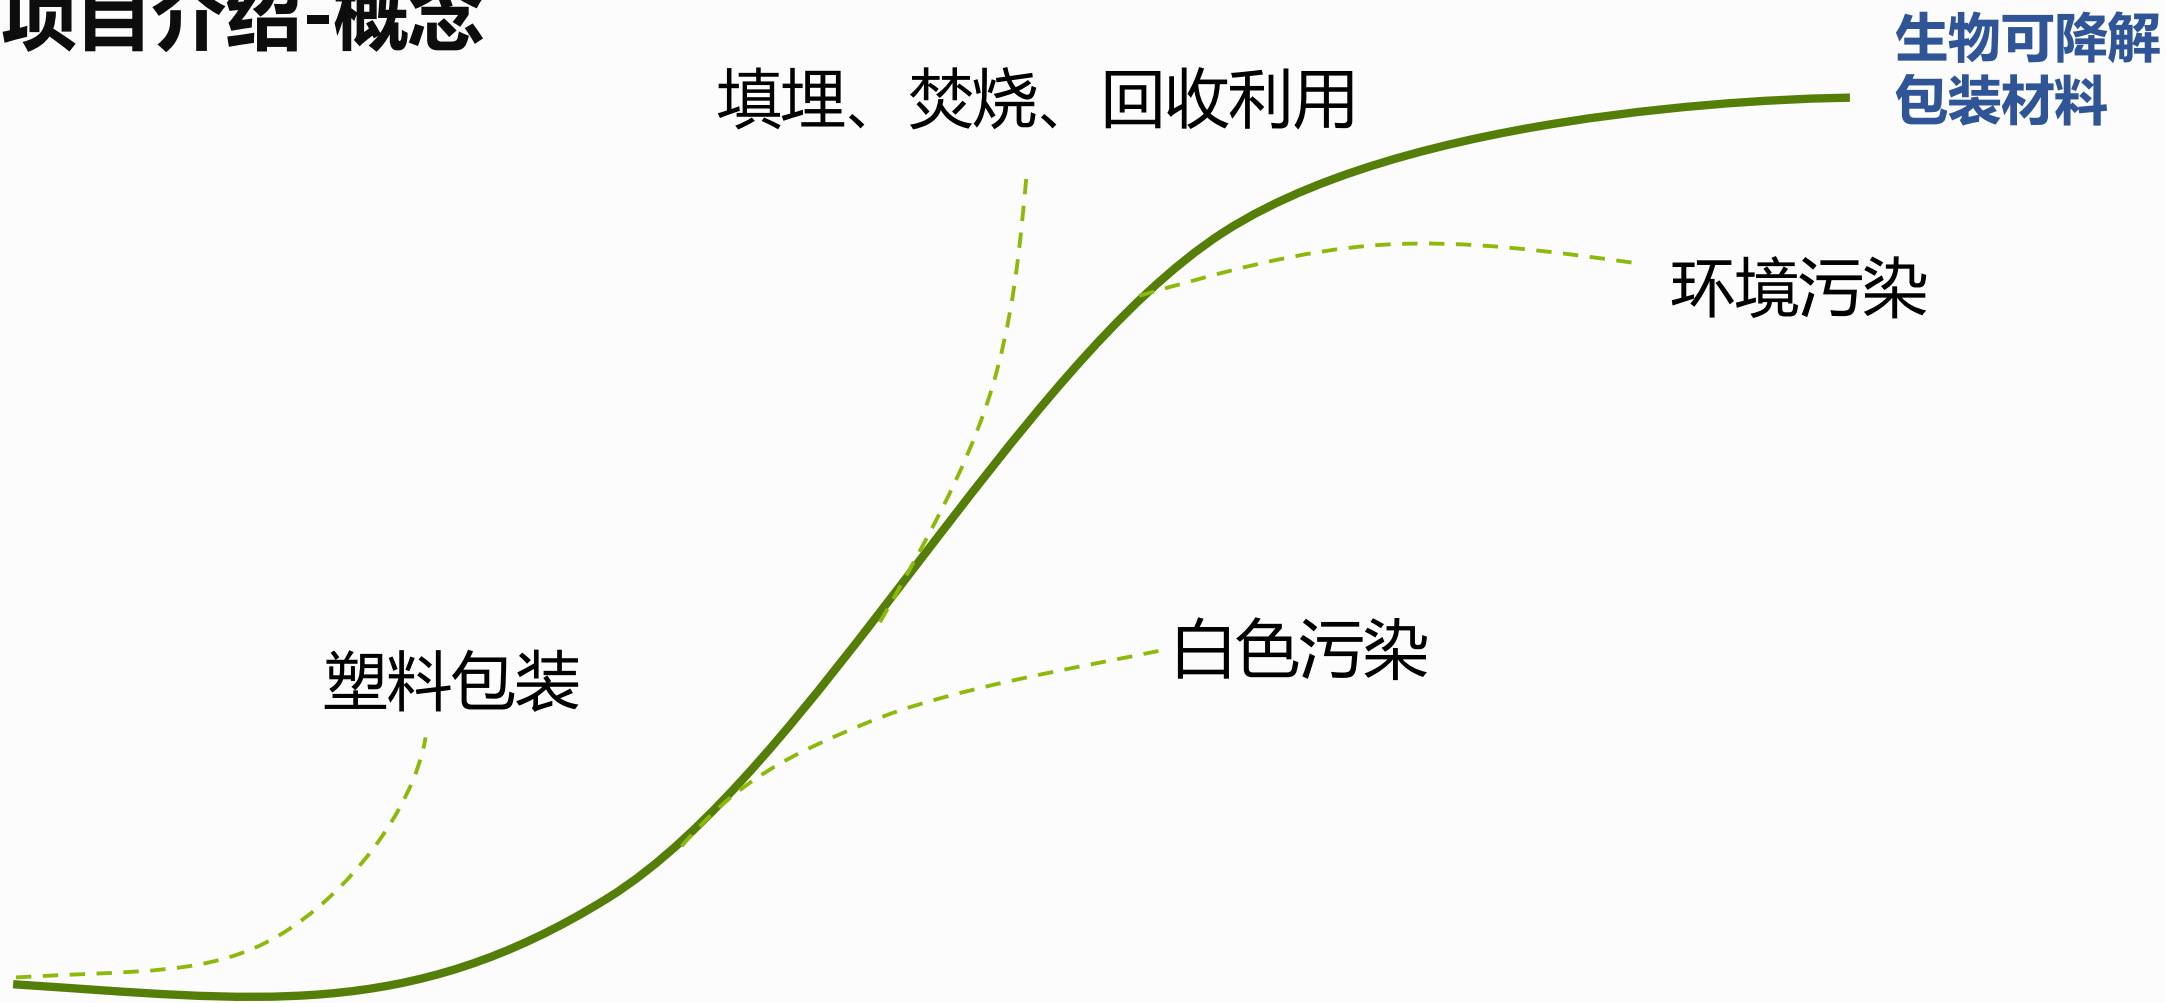 项目介绍-概念
生物可降解
包装材料
填埋、焚烧、回收利用
环境污染
白色污染
塑料包装